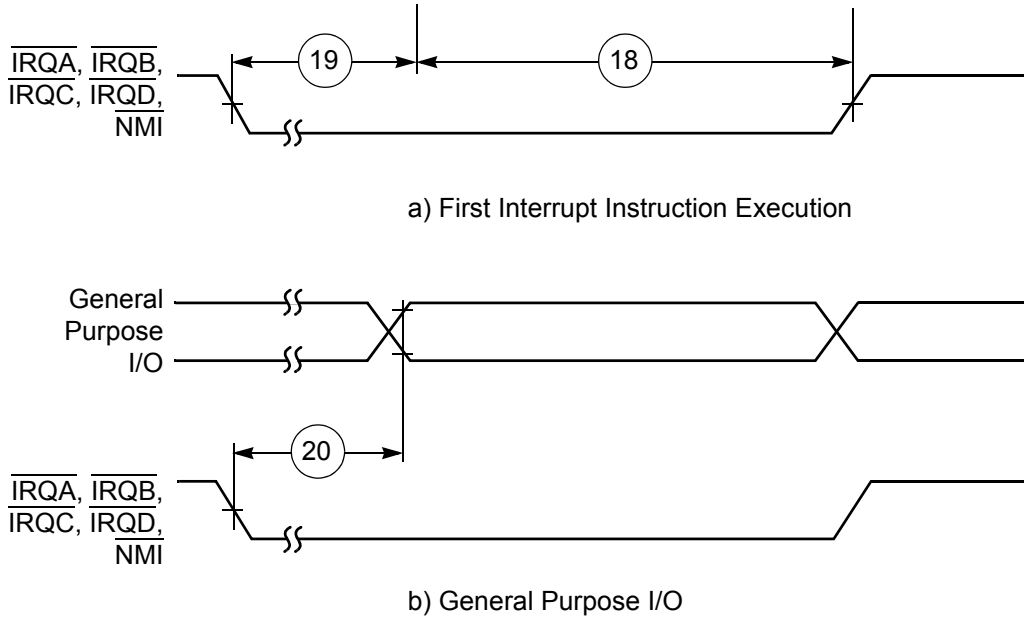 IRQA, IRQB,
IRQC, IRQD,
NMI
19
18
a) First Interrupt Instruction Execution
General
Purpose
I/O
20
IRQA, IRQB,
IRQC, IRQD,
NMI
b) General Purpose I/O